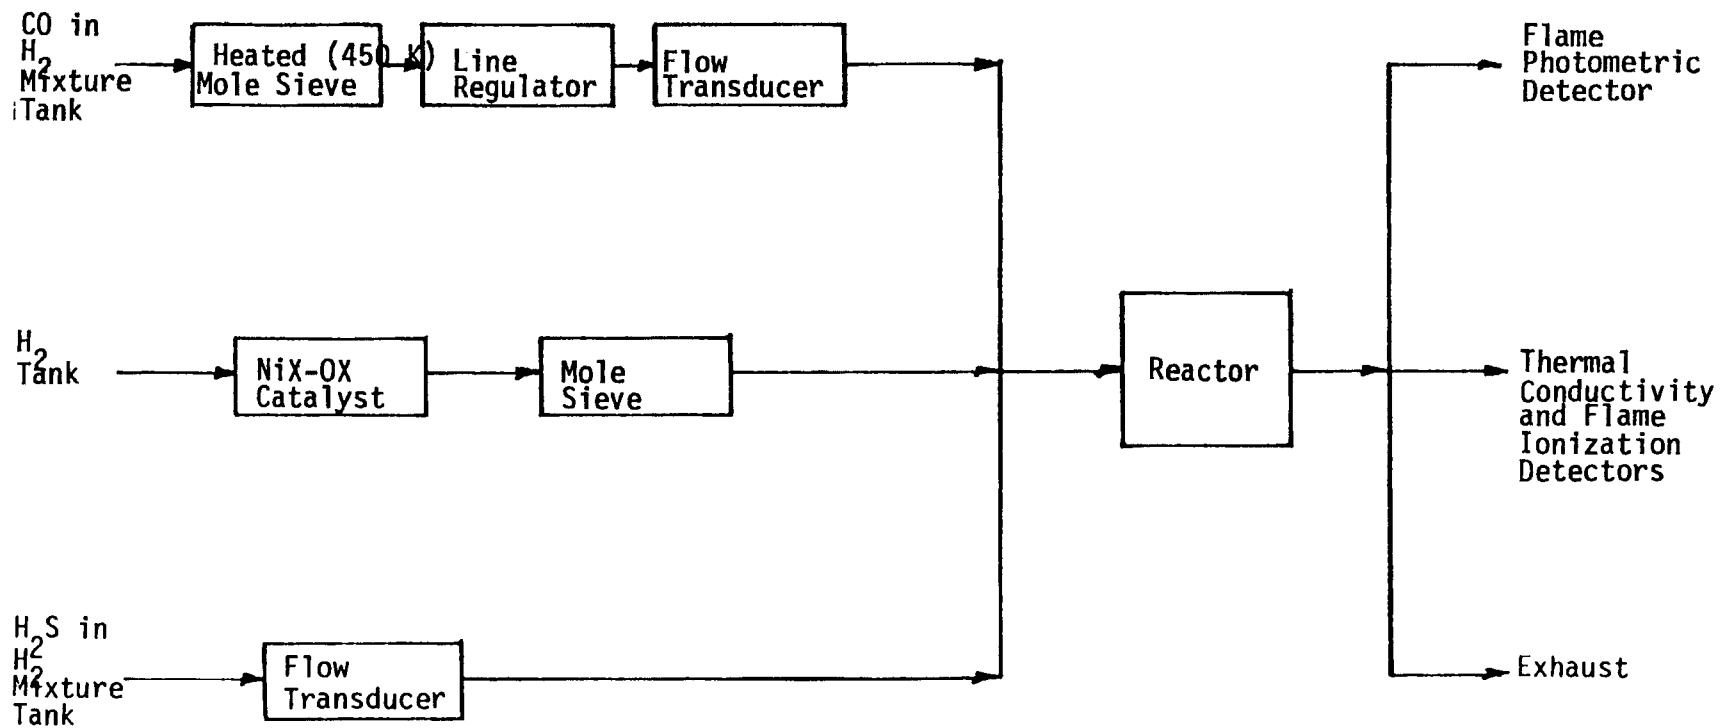 CO in
H2
Mixture
Tank
Heated (450 K)
Mole Sieve
Line
Regulator
Flow
Transducer
Flame
Photometric
Detector
H2
Tank
NiX-OX
Catalyst
Mole
Sieve
Reactor
Thermal
Conductivity
and Flame
Ionization
Detectors
H2S in
H2
Mixture
Tank
Flow
Transducer
Exhaust